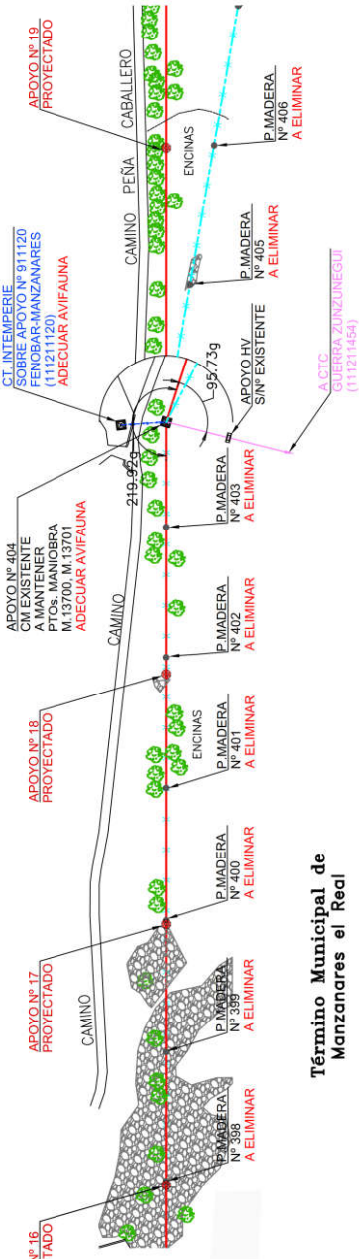 Nº 16
TADO
APOYO Nº 17
PROYECTADO
CAMINO
APOYO Nº 18
PROYECTADO
CAMINO
APOYO Nº 404
CM EXISTENTE
A MANTENER
PTOs. MANIOBRA
M.13700, M.13701
ADECUAR AVIFAUNA
CT. INTEMPERIE
SOBRE APOYO Nº 911120
FENOBAR-MANZANARES
(111211120)
ADECUAR AVIFAUNA
CAMINO PEÑA CABALLERO
APOYO Nº 19
PROYECTADO
219.92g
95.73g
ENCINAS
ENCINAS
P.MADERA
Nº 398
A ELIMINAR
P.MADERA
Nº 399
A ELIMINAR
P.MADERA
Nº 400
A ELIMINAR
P.MADERA
Nº 401
A ELIMINAR
P.MADERA
Nº 402
A ELIMINAR
P.MADERA
Nº 403
A ELIMINAR
APOYO HV
S/Nº EXISTENTE
P.MADERA
Nº 405
A ELIMINAR
P.MADERA
Nº 406
A ELIMINAR
A CTC
GUERRA ZUNZUNEGUI
(111211454)
Término Municipal de
Manzanares el Real